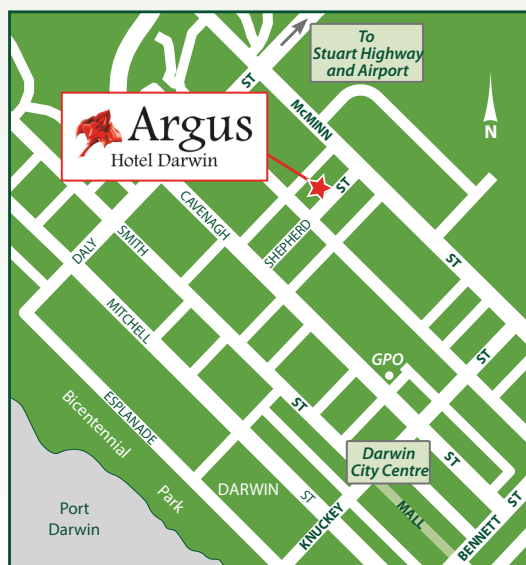 To
Stuart Highway
and Airport
ST
McMINN
N
Argus
Hotel Darwin
ST
CAVENAGH
SHEPHERD
DALY
SMITH
ST
MITCHELL
ST
GPO
ESPLANADE
Bicentennial
Park
ST
Darwin
City Centre
ST
DARWIN
ST
Port
Darwin
KNUCKEY
MALL
BENNETT
ST